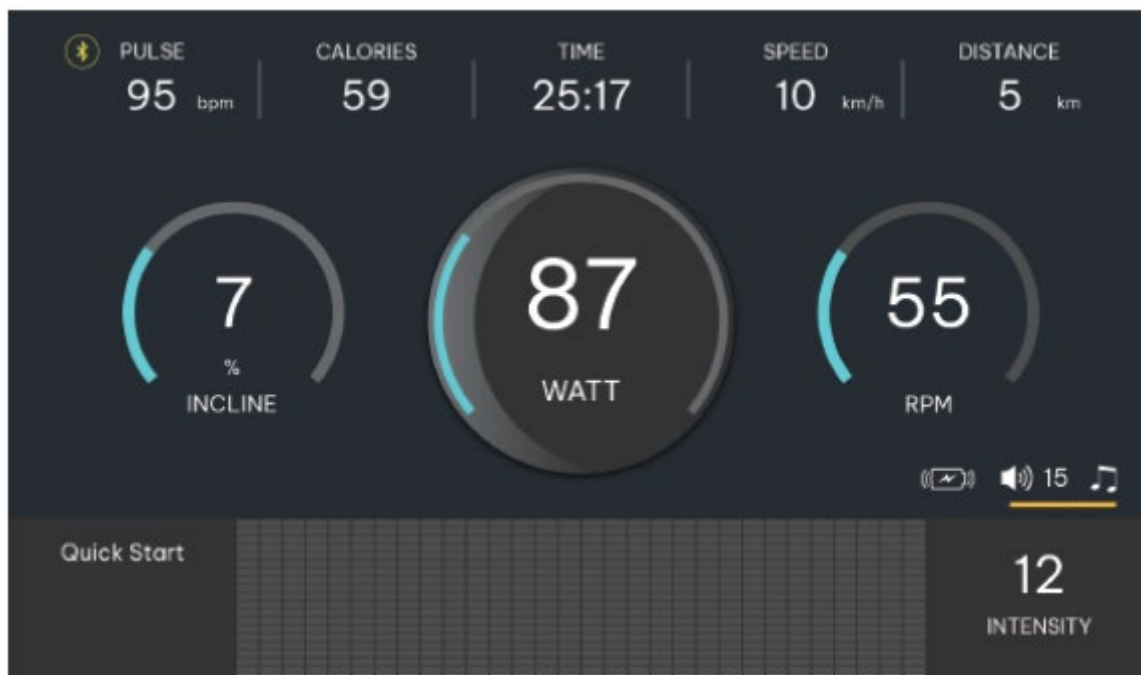 PULSE CALORIES TIME SPEED DISTANCE
95 bpm 59 25:17 10 km/h 5 km
7 87 55
%
INCLINE WATT RPM
15
Quick Start
12
INTENSITY